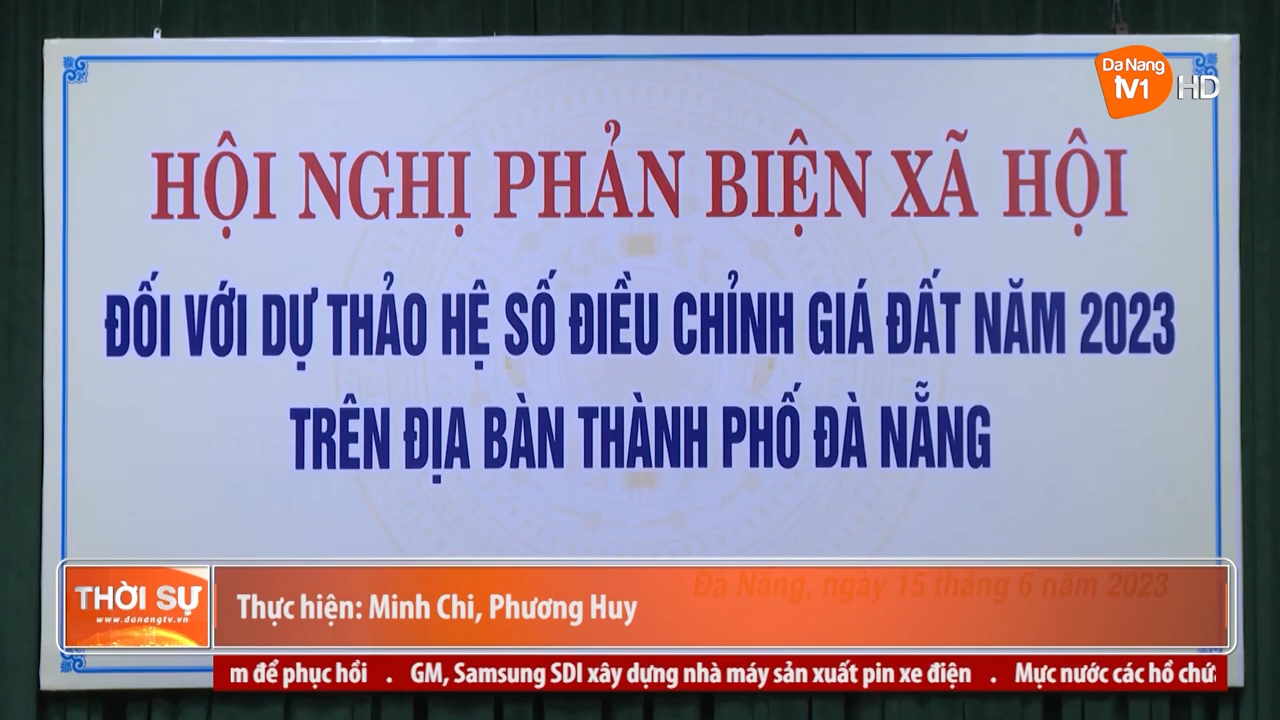 Da Nang
TV1 HD
HỘI NGHỊ PHẢN BIỆN XÃ HỘI
ĐỐI VỚI DỰ THẢO HỆ SỐ ĐIỀU CHỈNH GIÁ ĐẤT NĂM 2023
TRÊN ĐỊA BÀN THÀNH PHỐ ĐÀ NẴNG
Đà Nẵng, ngày 15 tháng 6 năm 2023
THỜI SỰ
www.danangtv.vn
Thực hiện: Minh Chi, Phương Huy
m để phục hồi . GM, Samsung SDI xây dựng nhà máy sản xuất pin xe điện . Mực nước các hồ chứ